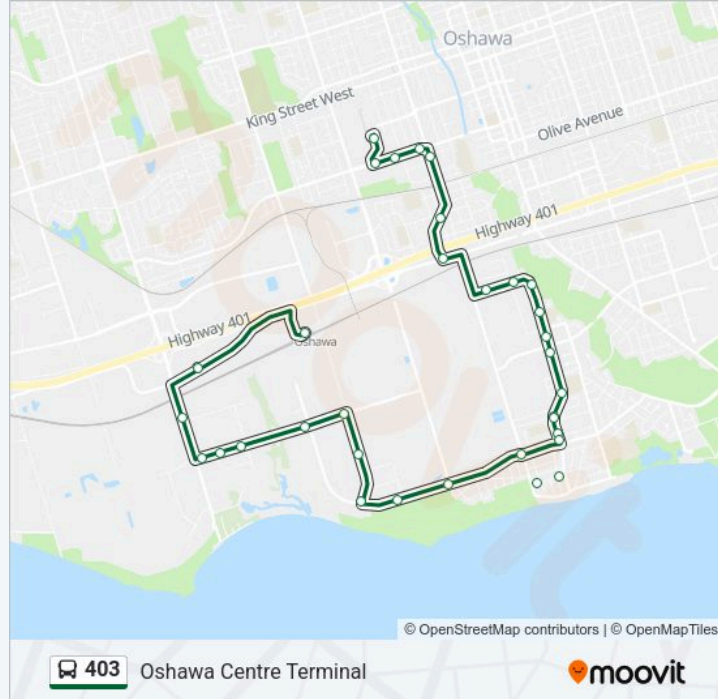 Oshawa
King Street West
Olive Avenue
Highway 401
Highway 401
Oshawa
© OpenStreetMap contributors | © OpenMapTiles
403 Oshawa Centre Terminal
moovit